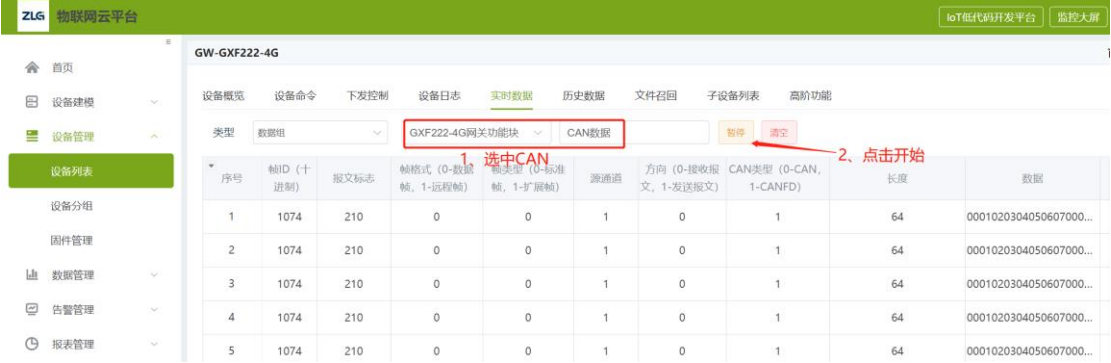 ZLG 物联网云平台 IoT低代码开发平台 监控大屏
GW-GXF222-4G
首页
设备建模
设备管理
设备列表
设备分组
固件管理
数据管理
告警管理
报表管理
设备概览 设备命令 下发控制 设备日志 实时数据 历史数据 文件召回 子设备列表 高阶功能
类型 数据组 GXF222-4G网关功能块 CAN数据 暂停 清空
1、选中CAN
2、点击开始
序号 帧ID（十进制） 报文标志 帧格式（0-数据帧，1-远程帧） 帧类型（0-标准帧，1-扩展帧） 源通道 方向（0-接收报文，1-发送报文） CAN类型（0-CAN，1-CANFD） 长度 数据
1 1074 210 0 0 1 0 1 64 0001020304050607000...
2 1074 210 0 0 1 0 1 64 0001020304050607000...
3 1074 210 0 0 1 0 1 64 0001020304050607000...
4 1074 210 0 0 1 0 1 64 0001020304050607000...
5 1074 210 0 0 1 0 1 64 0001020304050607000...